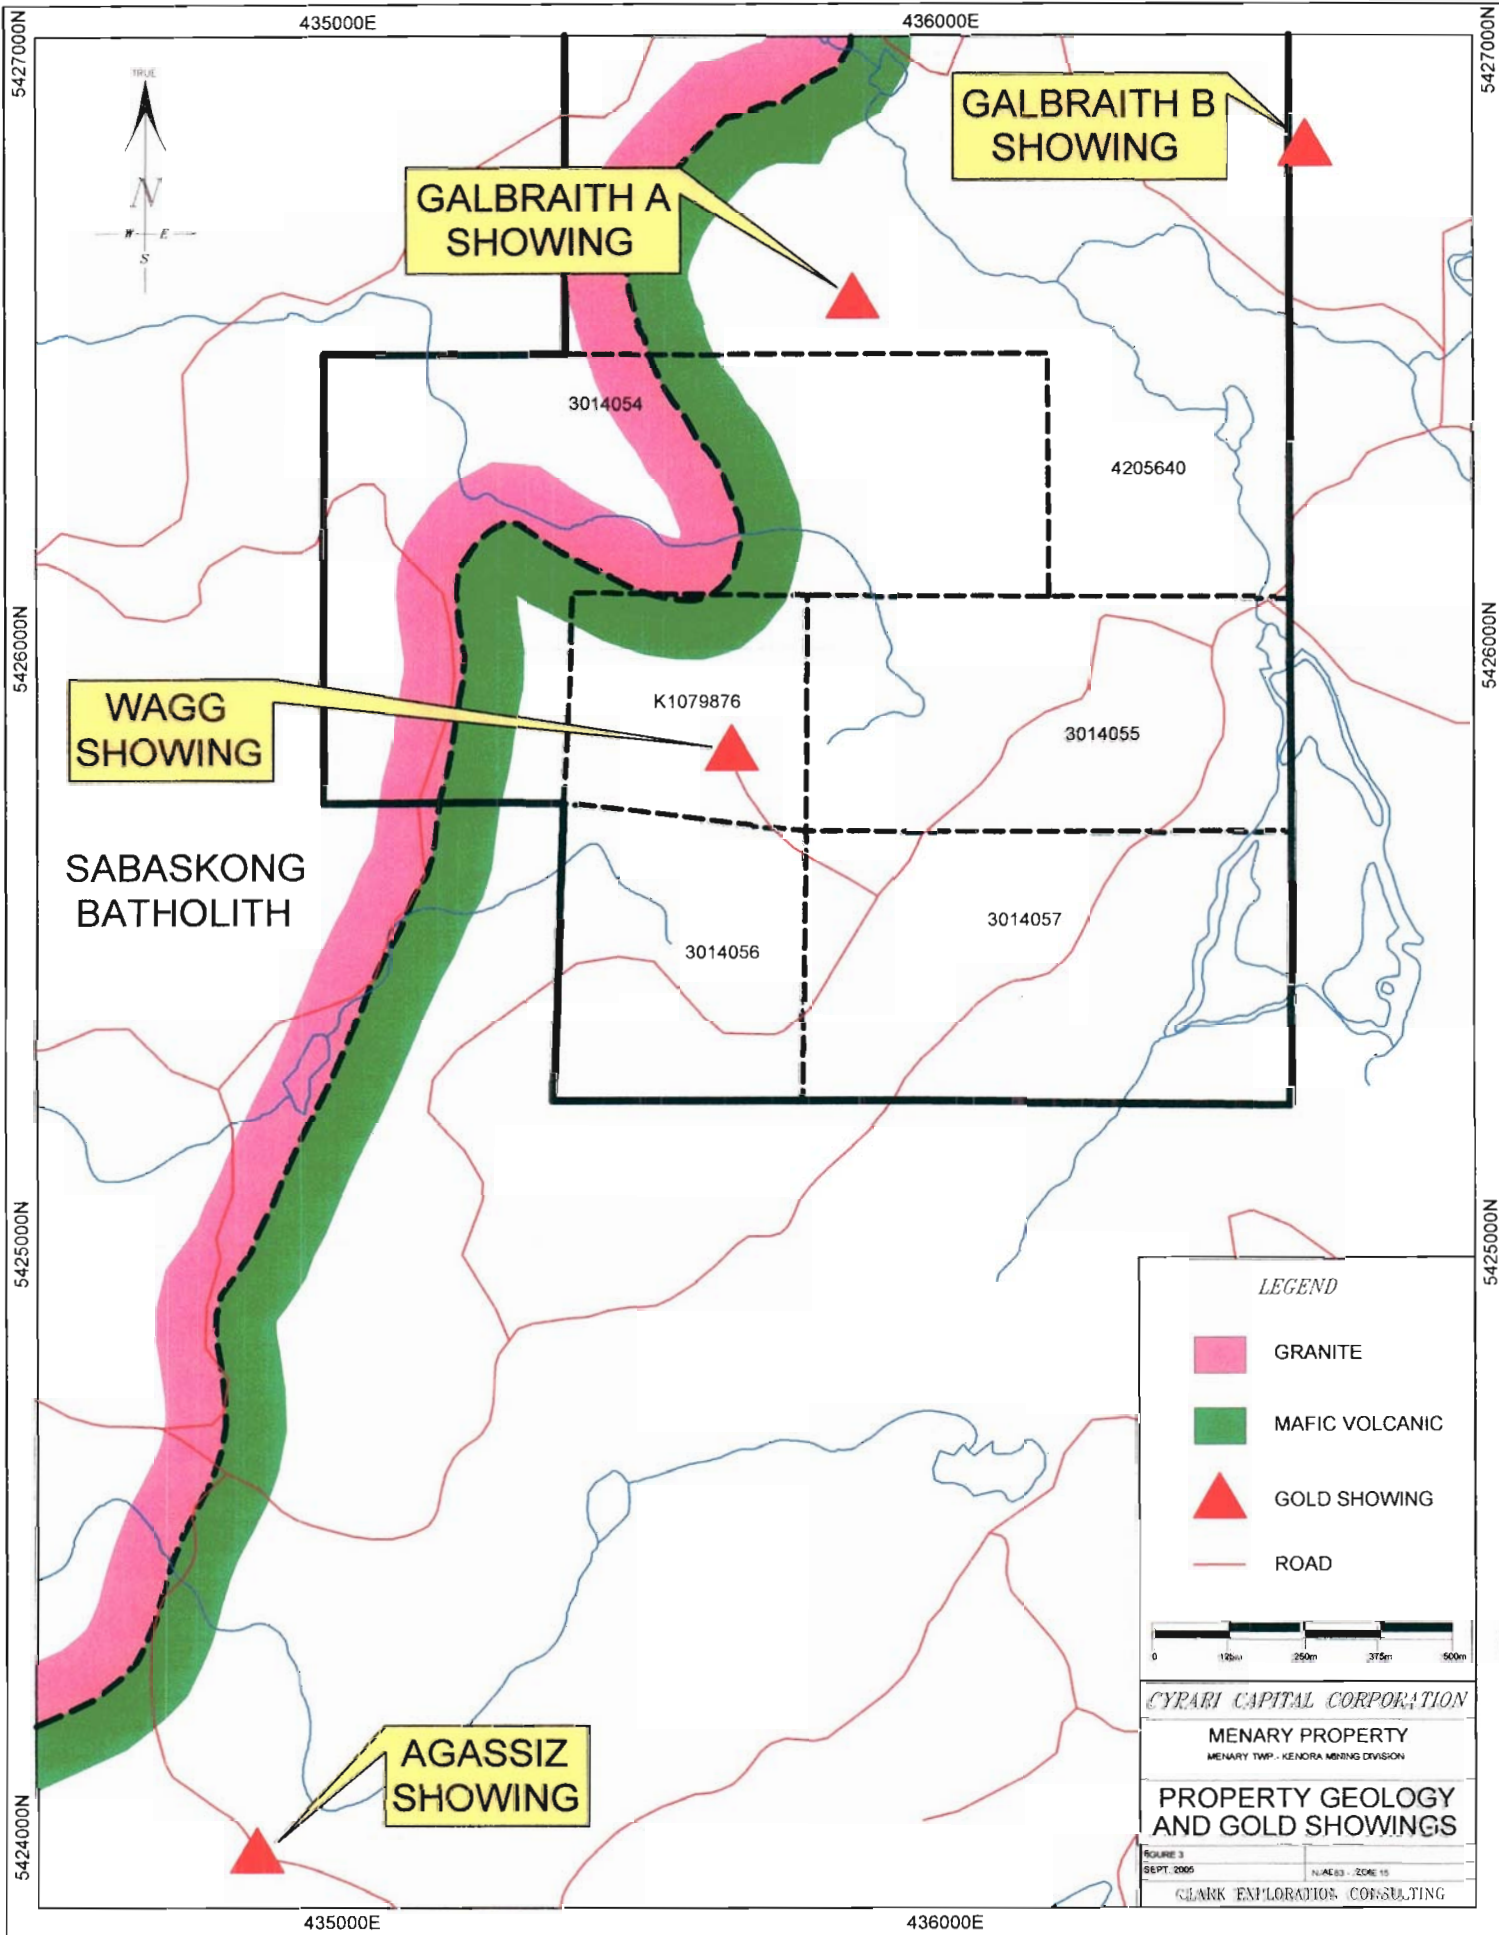 435000E
436000E
5427000N
5427000N
TRUE
N
W
E
S
GALBRAITH B
SHOWING
GALBRAITH A
SHOWING
3014054
4205640
5426000N
5426000N
WAGG
SHOWING
K1079876
3014055
SABASKONG
BATHOLITH
3014057
3014056
5425000N
5425000N
LEGEND
GRANITE
MAFIC VOLCANIC
GOLD SHOWING
ROAD
0
250m
375m
500m
CYRARI CAPITAL CORPORATION
MENARY PROPERTY
MENARY TWP. - KENORA MINING DIVISION
AGASSIZ
SHOWING
PROPERTY GEOLOGY
AND GOLD SHOWINGS
5424000N
FIGURE 3
SEPT. 2005
CLARK EXPLORATION CONSULTING
435000E
436000E